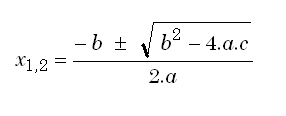 x₁,₂ = (−b ± √(b² − 4.a.c)) / 2.a